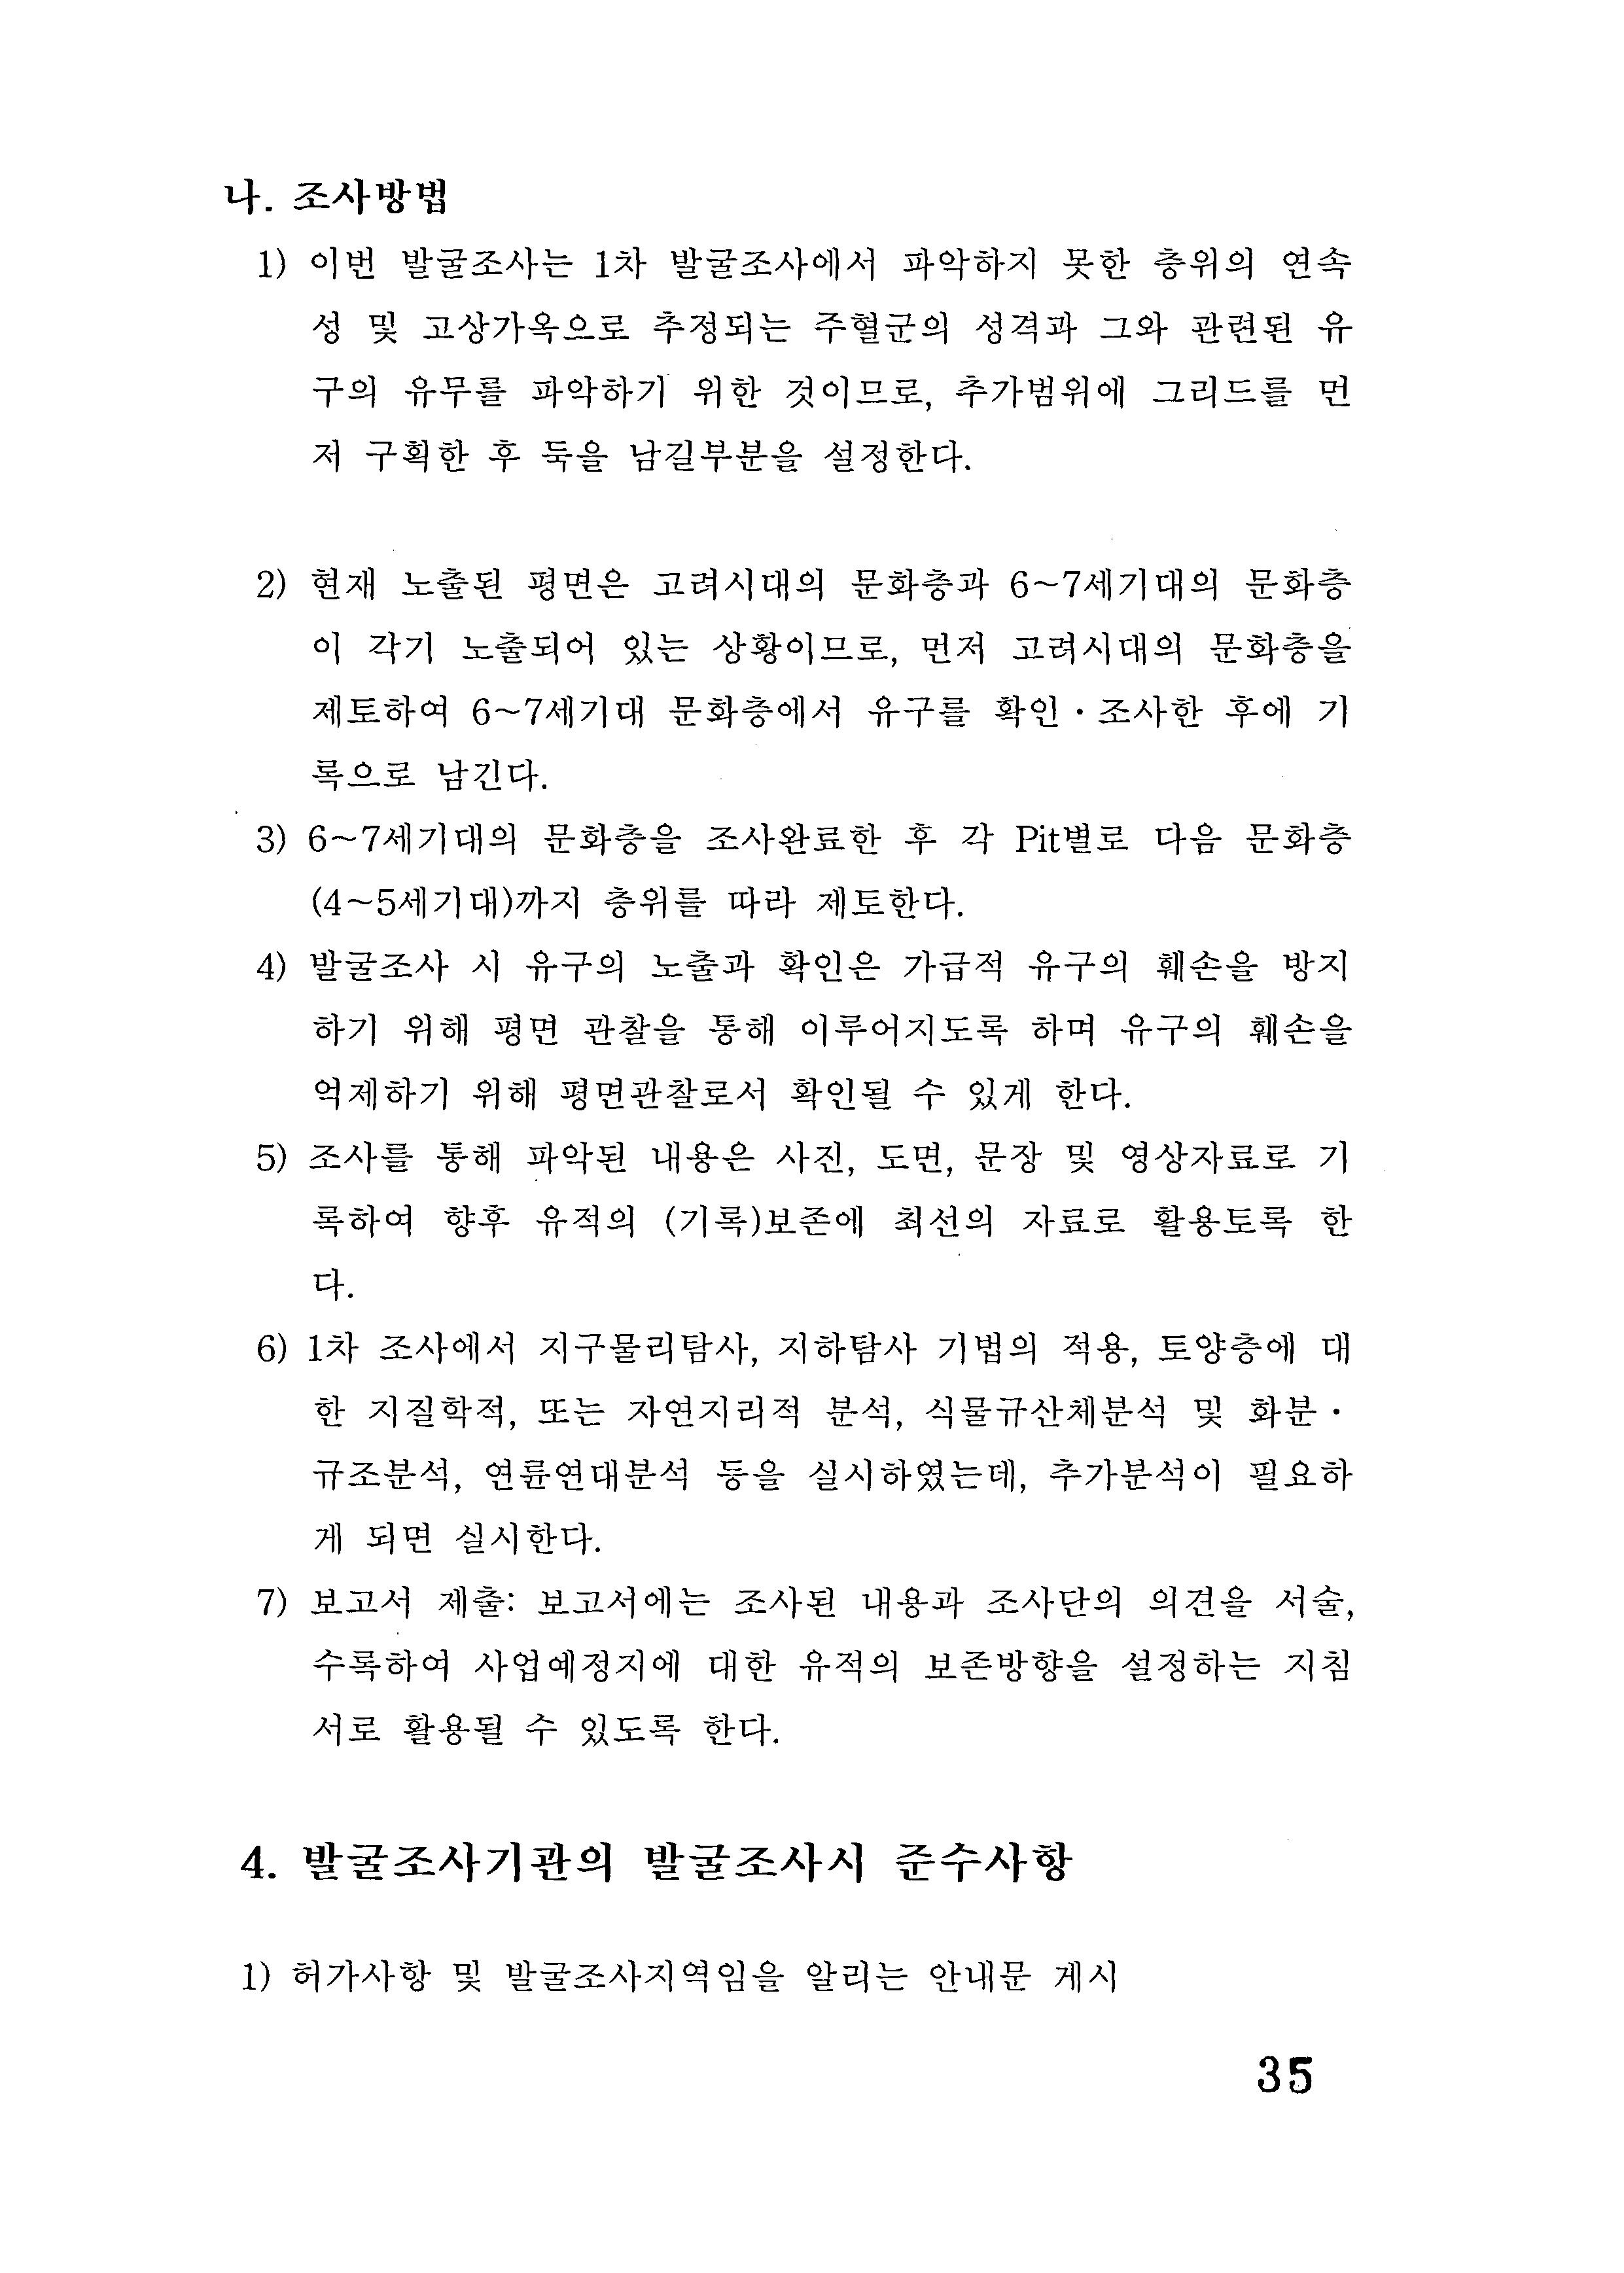 나. 조사방법
1) 이번 발굴조사는 1차 발굴조사에서 파악하지 못한 층위의 연속
성 및 고상가옥으로 추정되는 주혈군의 성격과 그와 관련된 유
구의 유무를 파악하기 위한 것이므로, 추가범위에 그리드를 먼
저 구획한 후 둑을 남길부분을 설정한다.
2) 현재 노출된 평면은 고려시대의 문화층과 6~7세기대의 문화층
이 각기 노출되어 있는 상황이므로, 먼저 고려시대의 문화층을
제토하여 6~7세기대 문화층에서 유구를 확인·조사한 후에 기
록으로 남긴다.
3) 6~7세기대의 문화층을 조사완료한 후 각 Pit별로 다음 문화층
(4~5세기대)까지 층위를 따라 제토한다.
4) 발굴조사 시 유구의 노출과 확인은 가급적 유구의 훼손을 방지
하기 위해 평면 관찰을 통해 이루어지도록 하며 유구의 훼손을
억제하기 위해 평면관찰로서 확인될 수 있게 한다.
5) 조사를 통해 파악된 내용은 사진, 도면, 문장 및 영상자료로 기
록하여 향후 유적의 (기록)보존에 최선의 자료로 활용토록 한
다.
6) 1차 조사에서 지구물리탐사, 지하탐사 기법의 적용, 토양층에 대
한 지질학적, 또는 자연지리적 분석, 식물규산체분석 및 화분·
규조분석, 연륜연대분석 등을 실시하였는데, 추가분석이 필요하
게 되면 실시한다.
7) 보고서 제출: 보고서에는 조사된 내용과 조사단의 의견을 서술,
수록하여 사업예정지에 대한 유적의 보존방향을 설정하는 지침
서로 활용될 수 있도록 한다.
4. 발굴조사기관의 발굴조사시 준수사항
1) 허가사항 및 발굴조사지역임을 알리는 안내문 게시
35